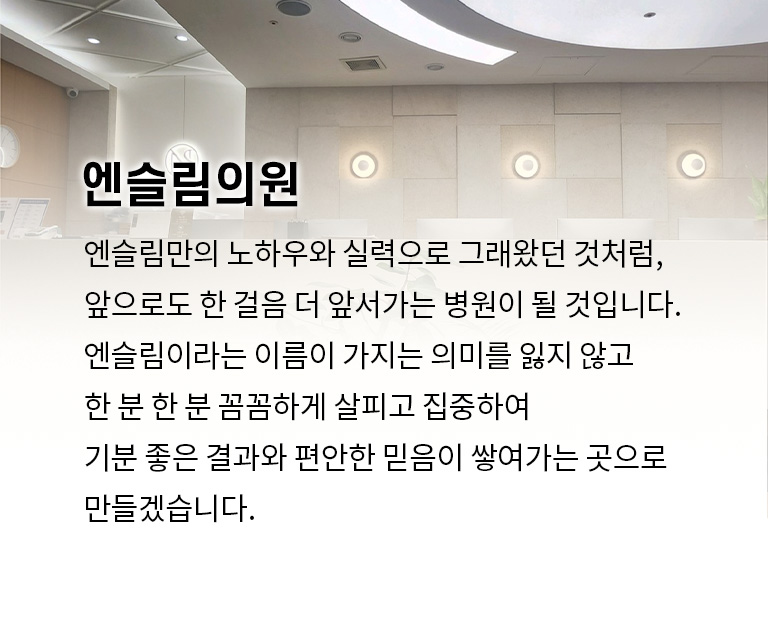 엔슬림의원
엔슬림만의 노하우와 실력으로 그래왔던 것처럼,
앞으로도 한 걸음 더 앞서가는 병원이 될 것입니다.
엔슬림이라는 이름이 가지는 의미를 잃지 않고
한 분 한 분 꼼꼼하게 살피고 집중하여
기분 좋은 결과와 편안한 믿음이 쌓여가는 곳으로
만들겠습니다.